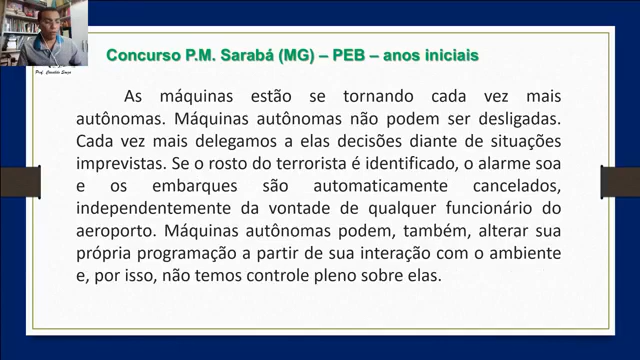 Prof. Claudio Souza
Concurso P.M. Sarabá (MG) – PEB – anos iniciais
As máquinas estão se tornando cada vez mais
autônomas. Máquinas autônomas não podem ser desligadas.
Cada vez mais delegamos a elas decisões diante de situações
imprevistas. Se o rosto do terrorista é identificado, o alarme soa
e os embarques são automaticamente cancelados,
independentemente da vontade de qualquer funcionário do
aeroporto. Máquinas autônomas podem, também, alterar sua
própria programação a partir de sua interação com o ambiente
e, por isso, não temos controle pleno sobre elas.